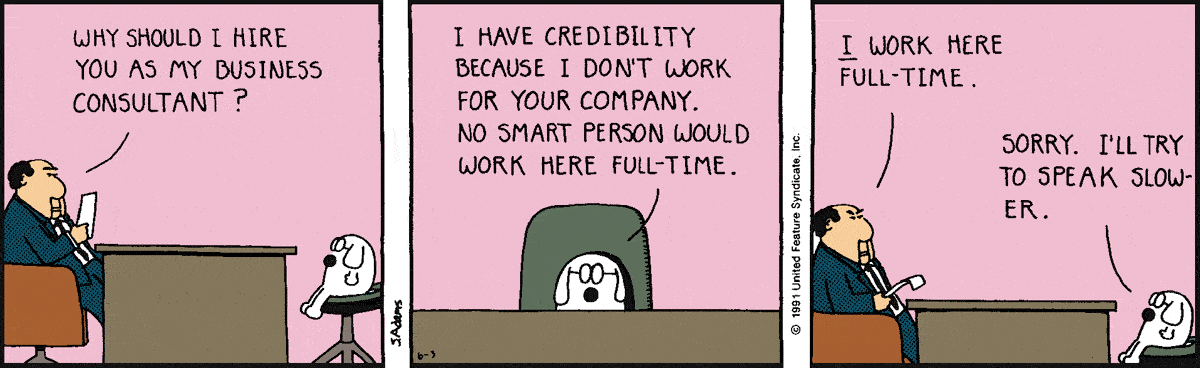 WHY SHOULD I HIRE
YOU AS MY BUSINESS
CONSULTANT?
S.Adams
I HAVE CREDIBILITY
BECAUSE I DON'T WORK
FOR YOUR COMPANY.
NO SMART PERSON WOULD
WORK HERE FULL-TIME.
6-3
© 1991 United Feature Syndicate, Inc.
I WORK HERE
FULL-TIME.
SORRY. I'LL TRY
TO SPEAK SLOW-
ER.